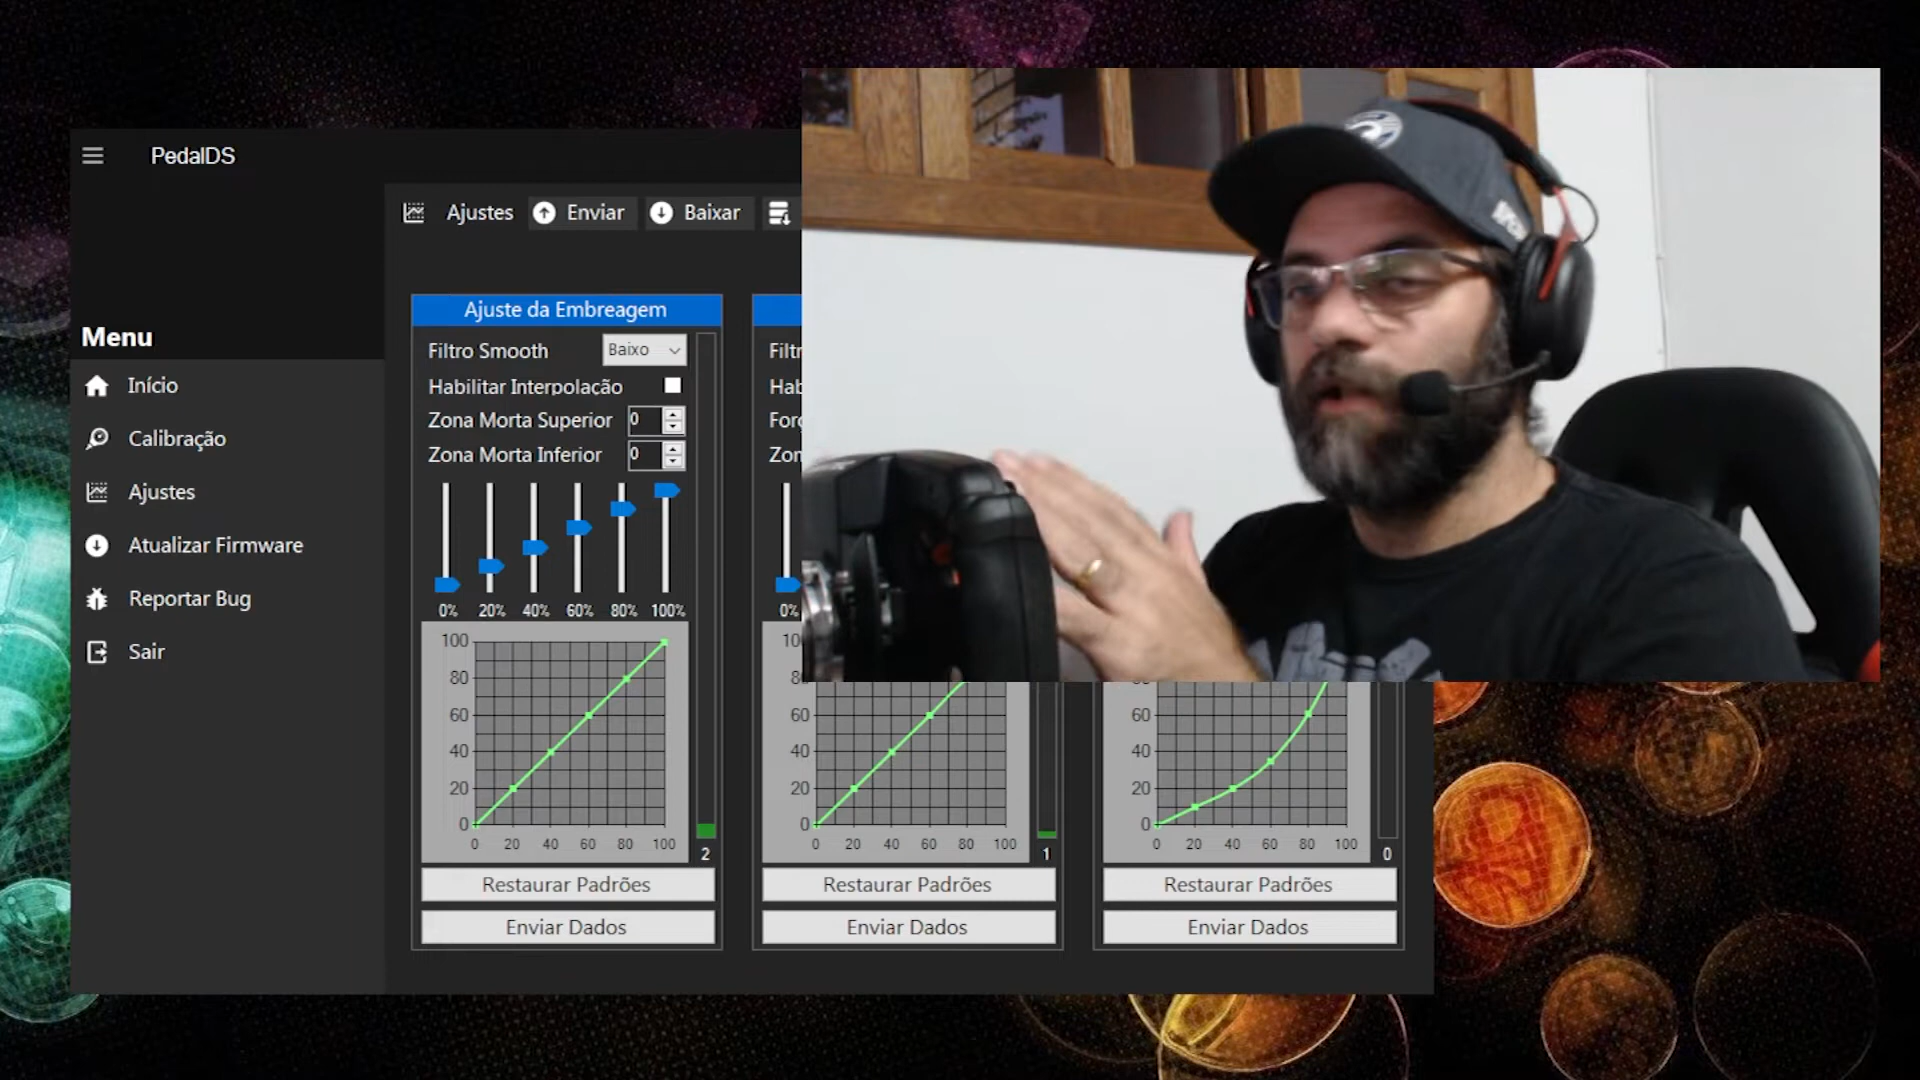 PedalDS
Ajustes Enviar Baixar
Menu
Início
Calibração
Ajustes
Atualizar Firmware
Reportar Bug
Sair
Ajuste da Embreagem
Filtro Smooth Baixo
Habilitar Interpolação
Zona Morta Superior 0
Zona Morta Inferior 0
0% 20% 40% 60% 80% 100%
100
80
60
40
20
0
0 20 40 60 80 100
2
Restaurar Padrões
Enviar Dados
0%
60
40
20
0
0 20 40 60 80 100
1
Restaurar Padrões
Enviar Dados
60
40
20
0
0 20 40 60 80 100
0
Restaurar Padrões
Enviar Dados